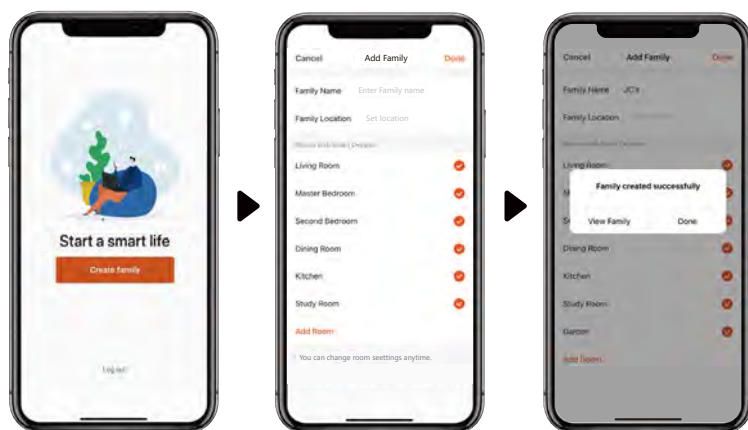 Start a smart life
Create family
Log out
Cancel Add Family Done
Family Name Enter Family name
Family Location Set location
Living Room
Master Bedroom
Second Bedroom
Dining Room
Kitchen
Study Room
Add Room
You can change room seettings anytime.
Cancel Add Family Done
Family Name JC's
Family Location
Living Room
Family created successfully
View Family Done
Dining Room
Kitchen
Study Room
Garden
Add Room